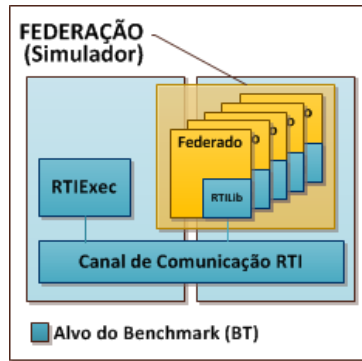 FEDERAÇÃO
(Simulador)
Federado
o
o
o
o
RTIExec
RTILib
Canal de Comunicação RTI
Alvo do Benchmark (BT)